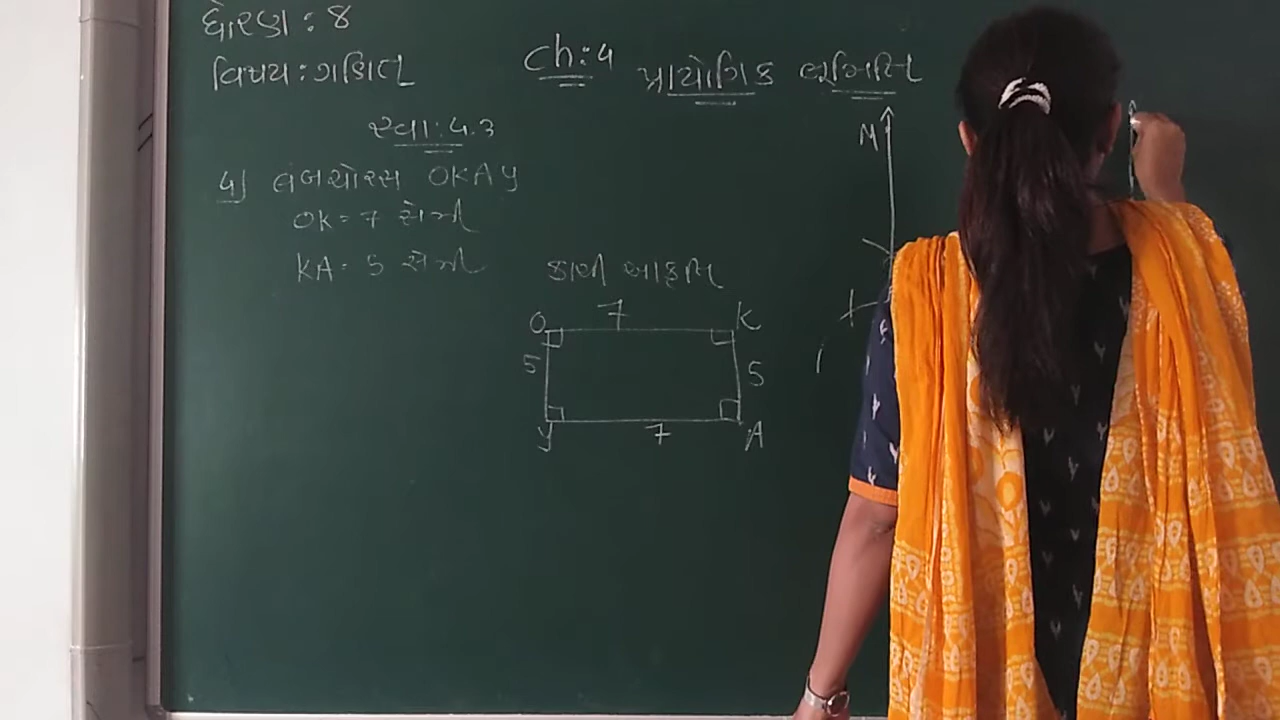 ધોરણ : ૪
વિષય : ગણિત
Ch : 4 પ્રાયોગિક ભૂમિતિ
સ્વા : 4.3
4) લંબચોરસ OKAY
OK = 7 સેમી
KA = 5 સેમી
કાચી આકૃતિ
O 7 K
5 5
Y 7 A
M